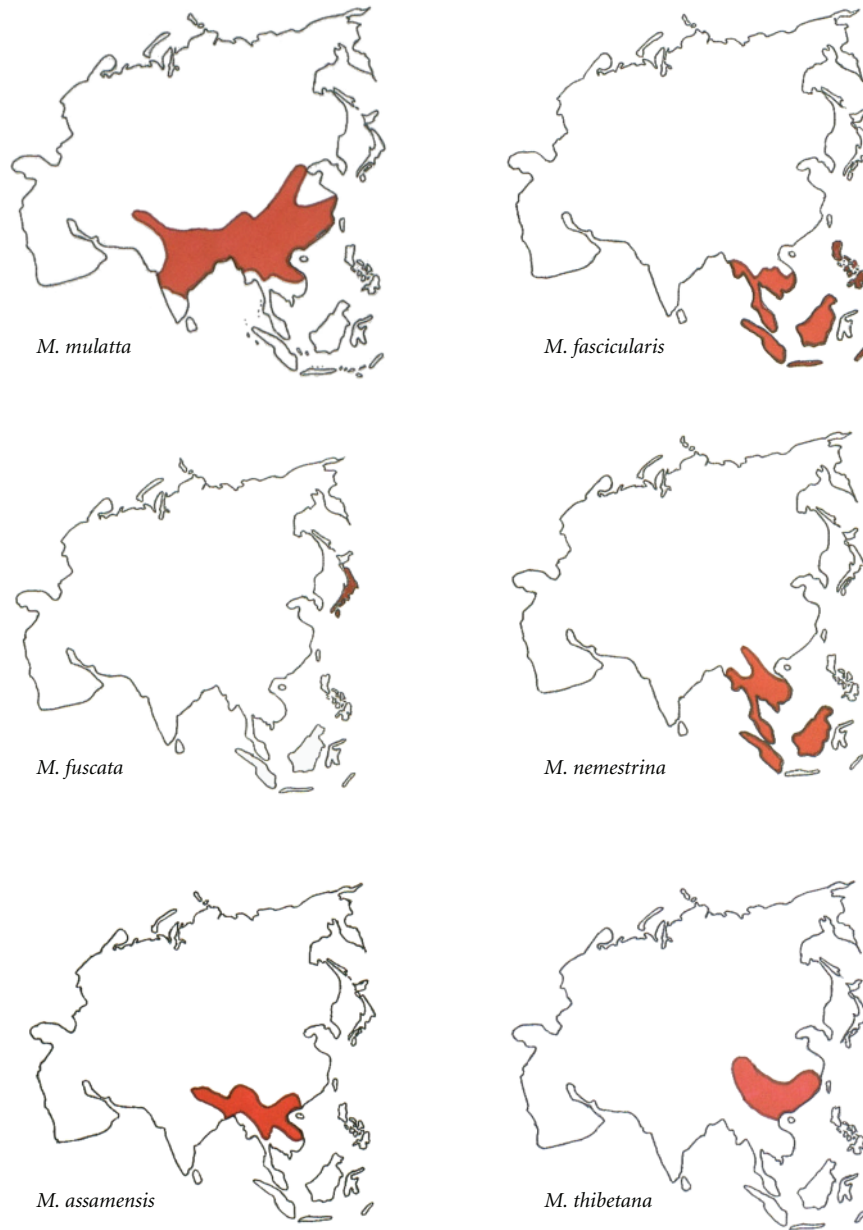 M. mulatta
M. fascicularis
M. fuscata
M. nemestrina
M. assamensis
M. thibetana